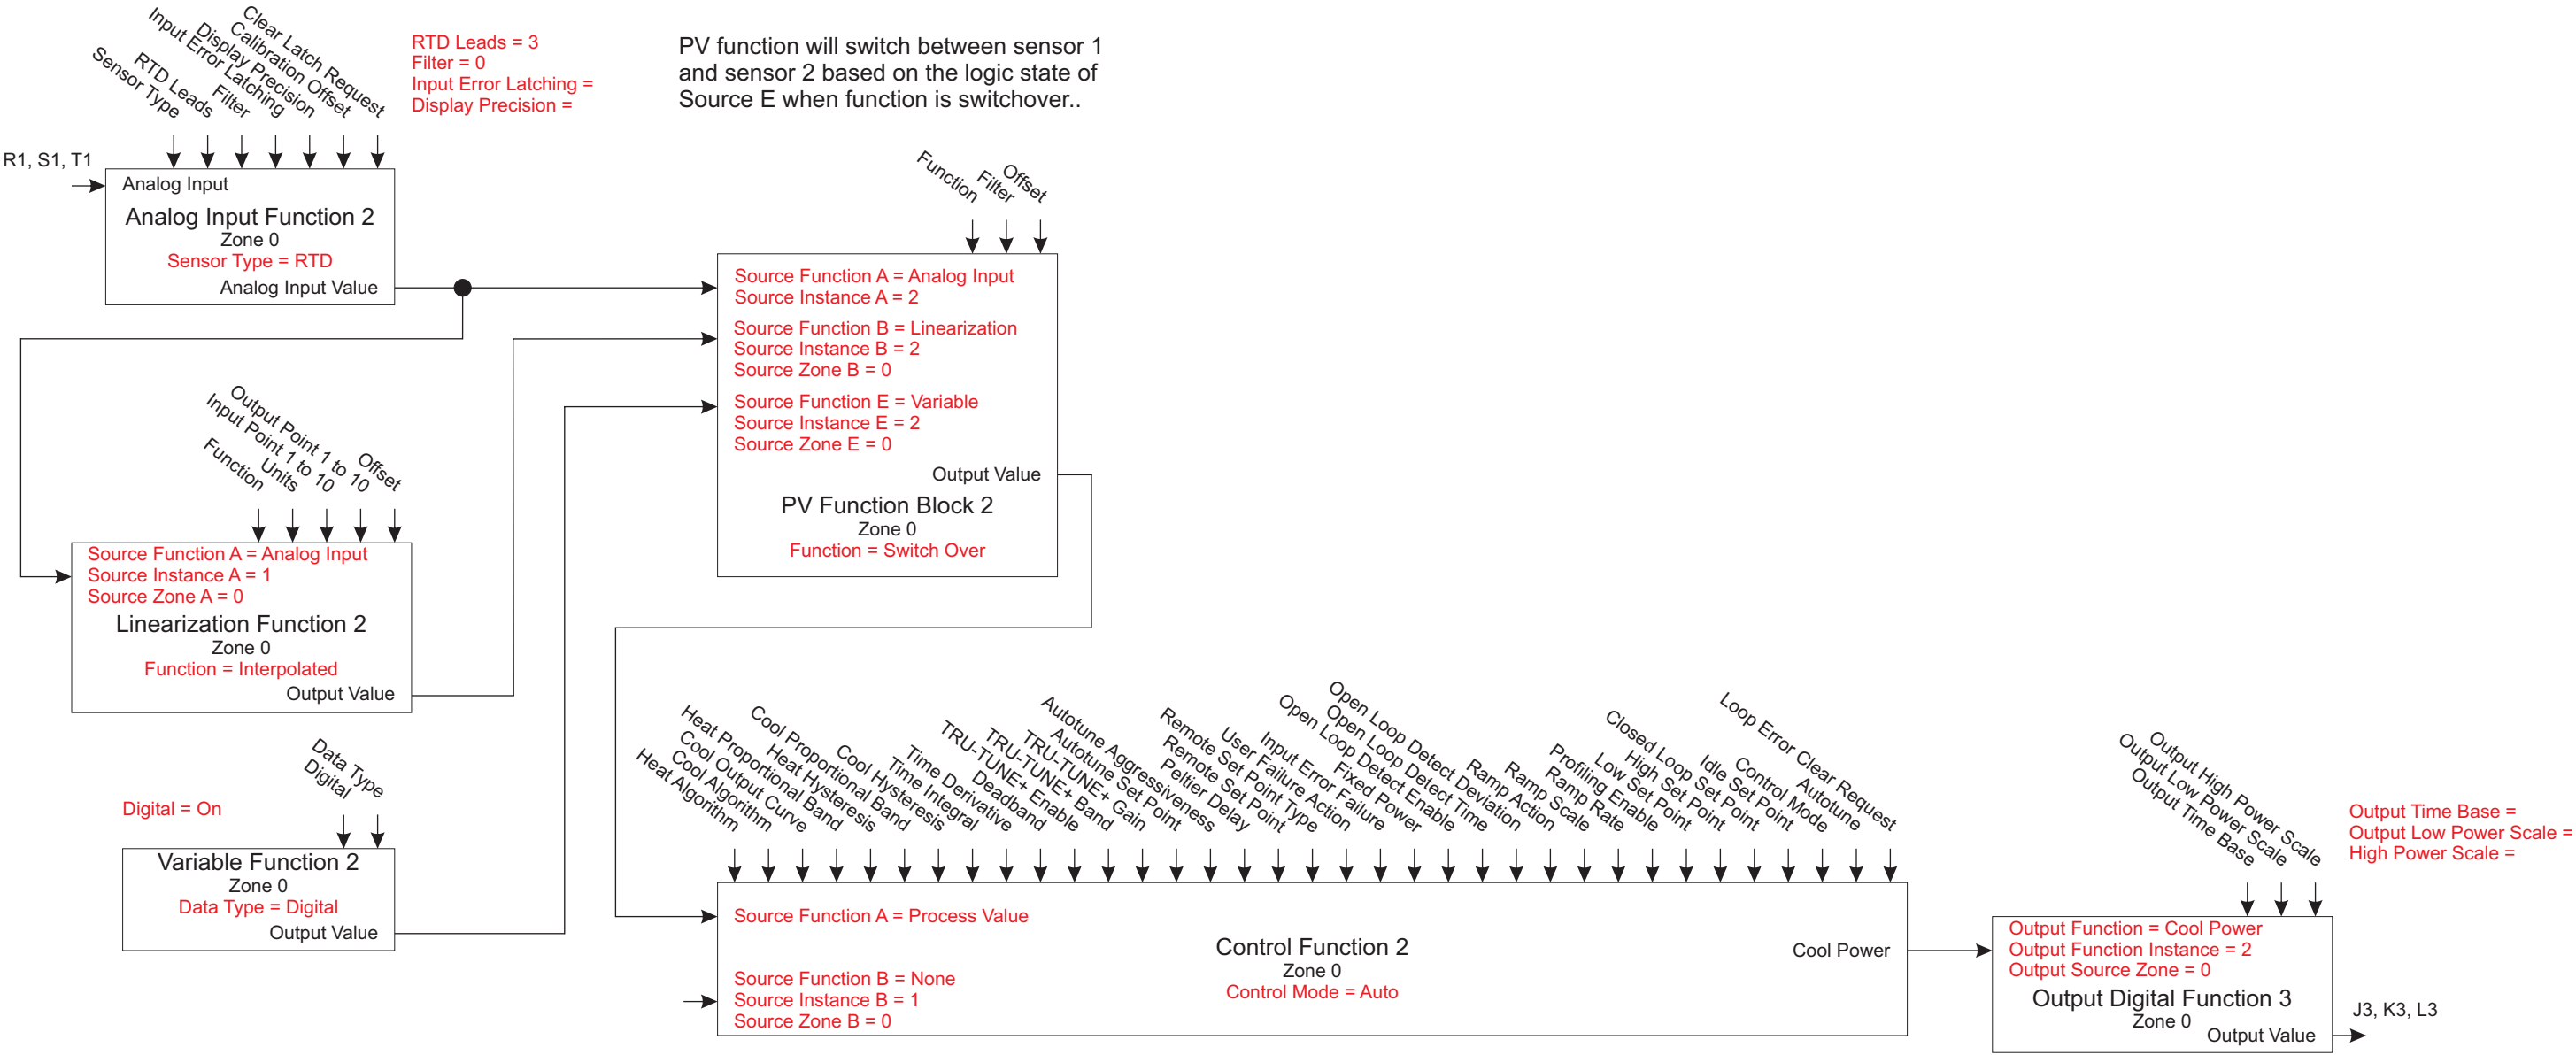 Clear Latch Request
Calibration Offset
Display Precision
Input Error Latching
Filter
RTD Leads
Sensor Type
RTD Leads = 3
Filter = 0
Input Error Latching =
Display Precision =
PV function will switch between sensor 1
and sensor 2 based on the logic state of
Source E when function is switchover..
R1, S1, T1
Analog Input
Analog Input Function 2
Zone 0
Sensor Type = RTD
Analog Input Value
Function
Filter
Offset
Source Function A = Analog Input
Source Instance A = 2
Source Function B = Linearization
Source Instance B = 2
Source Zone B = 0
Source Function E = Variable
Source Instance E = 2
Source Zone E = 0
Output Value
PV Function Block 2
Zone 0
Function = Switch Over
Function
Units
Input Point 1 to 10
Output Point 1 to 10
Offset
Source Function A = Analog Input
Source Instance A = 1
Source Zone A = 0
Linearization Function 2
Zone 0
Function = Interpolated
Output Value
Data Type
Digital
Digital = On
Variable Function 2
Zone 0
Data Type = Digital
Output Value
Heat Algorithm
Cool Algorithm
Cool Output Curve
Heat Proportional Band
Heat Hysteresis
Cool Proportional Band
Cool Hysteresis
Time Integral
Time Derivative
Deadband
TRU-TUNE+ Enable
TRU-TUNE+ Band
TRU-TUNE+ Gain
Autotune Set Point
Autotune Aggressiveness
Peltier Delay
Remote Set Point
Remote Set Point Type
User Failure Action
Input Error Failure
Fixed Power
Open Loop Detect Enable
Open Loop Detect Time
Open Loop Detect Deviation
Ramp Action
Ramp Scale
Ramp Rate
Profiling Enable
Low Set Point
High Set Point
Closed Loop Set Point
Idle Set Point
Control Mode
Autotune
Loop Error Clear Request
Source Function A = Process Value
Control Function 2
Zone 0
Control Mode = Auto
Cool Power
Source Function B = None
Source Instance B = 1
Source Zone B = 0
Output High Power Scale
Output Low Power Scale
Output Time Base
Output Time Base =
Output Low Power Scale =
High Power Scale =
Output Function = Cool Power
Output Function Instance = 2
Output Source Zone = 0
Output Digital Function 3
Zone 0
Output Value
J3, K3, L3